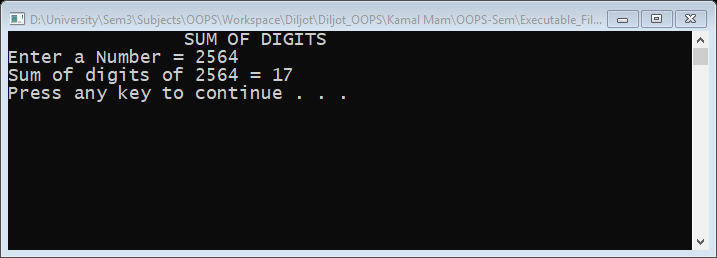 D:\University\Sem3\Subjects\OOPS\Workspace\Diljot\Diljot_OOPS\Kamal Mam\OOPS-Sem\Executable_Fil...
SUM OF DIGITS
Enter a Number = 2564
Sum of digits of 2564 = 17
Press any key to continue . . .